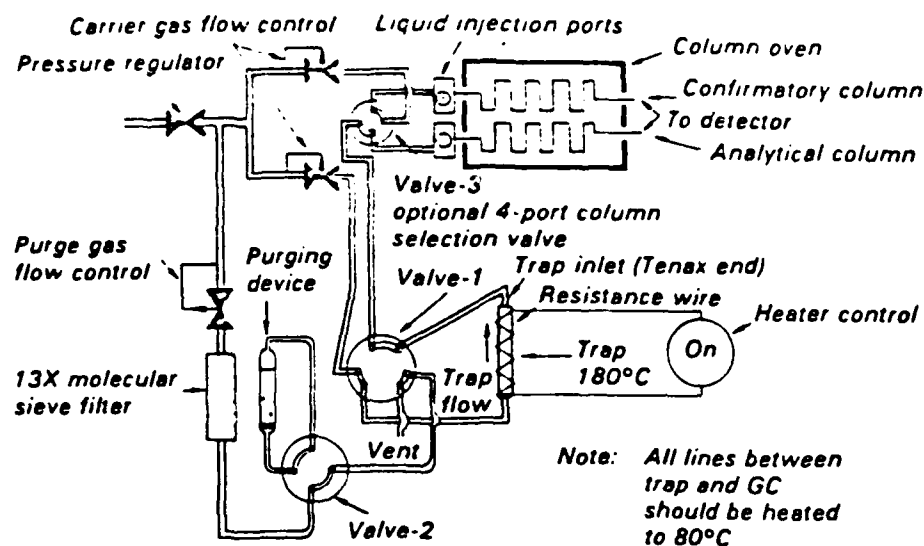 Carrier gas flow control
Pressure regulator
Liquid injection ports
Column oven
Confirmatory column
To detector
Analytical column
Valve-3
optional 4-port column
selection valve
Purge gas
flow control
Purging
device
Valve-1
Trap inlet (Tenax end)
Resistance wire
Heater control
On
Trap
180°C
Trap
flow
13X molecular
sieve filter
Vent
Valve-2
Note: All lines between
trap and GC
should be heated
to 80°C